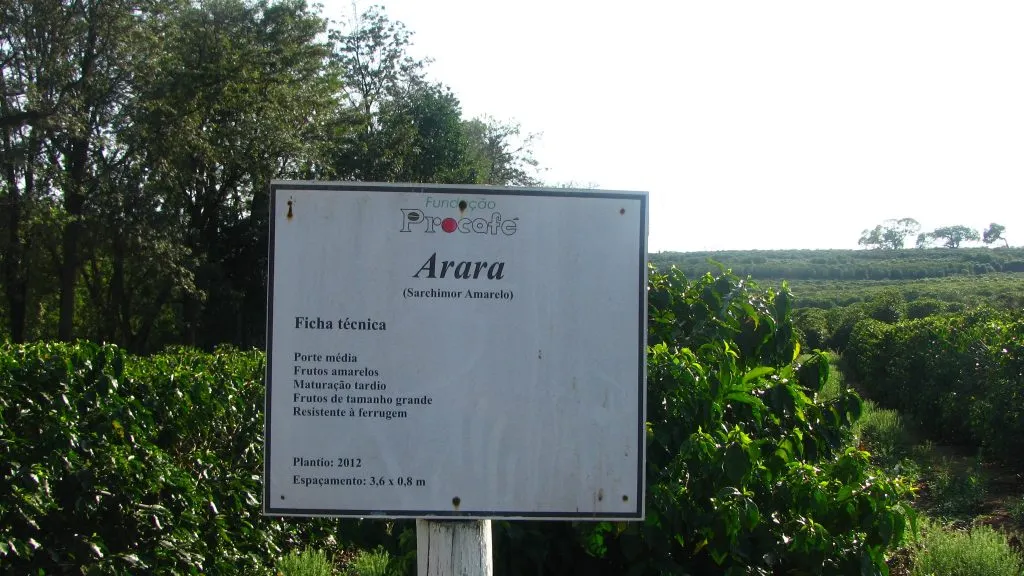 Fundação
Procafé
Arara
(Sarchimor Amarelo)
Ficha técnica
Porte média
Frutos amarelos
Maturação tardio
Frutos de tamanho grande
Resistente à ferrugem
Plantio: 2012
Espaçamento: 3,6 x 0,8 m